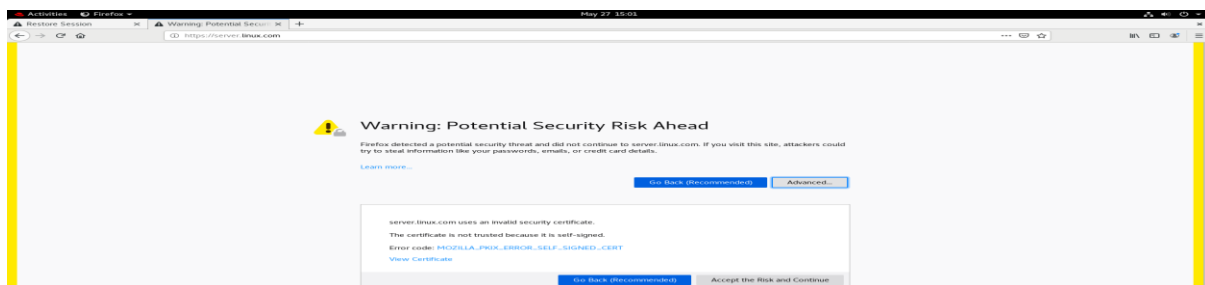 Activities Firefox May 27 15:01
Restore Session Warning: Potential Secur
https://server.linux.com
Warning: Potential Security Risk Ahead
Firefox detected a potential security threat and did not continue to server.linux.com. If you visit this site, attackers could
try to steal information like your passwords, emails, or credit card details.
Learn more...
Go Back (Recommended) Advanced...
server.linux.com uses an invalid security certificate.
The certificate is not trusted because it is self-signed.
Error code: MOZILLA_PKIX_ERROR_SELF_SIGNED_CERT
View Certificate
Go Back (Recommended) Accept the Risk and Continue